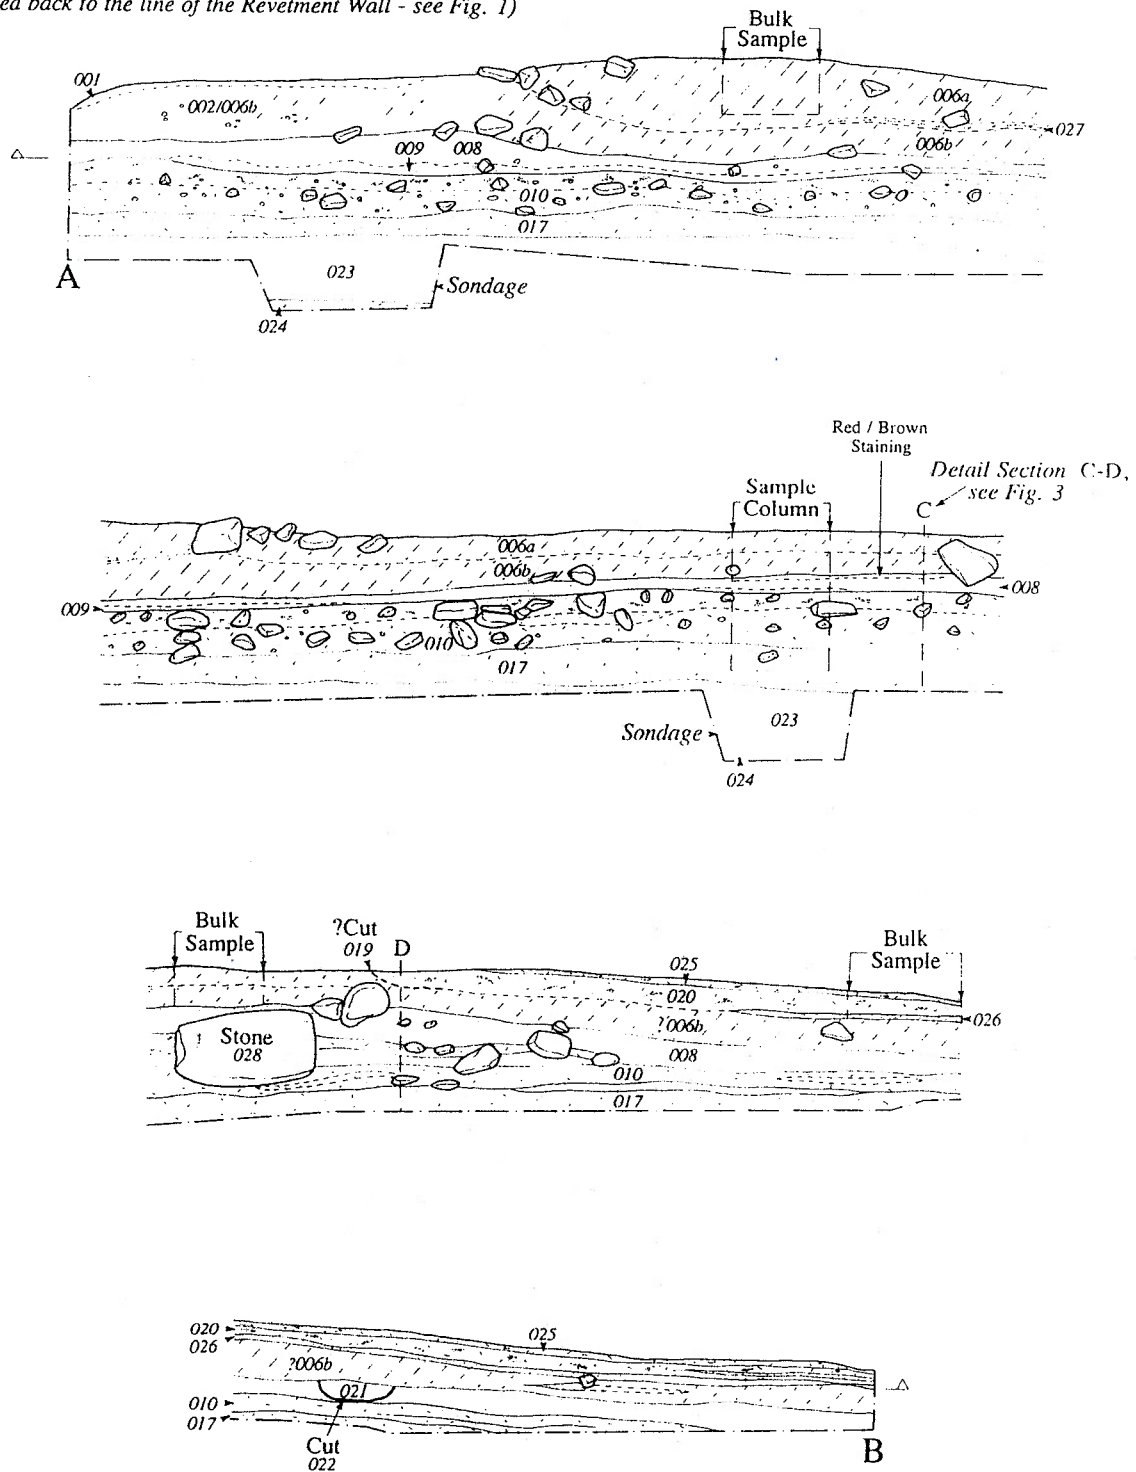 ed back to the line of the Revetment Wall - see Fig. 1)
Bulk
Sample
001
002/006b
006a
027
009 008
006b
010
017
023
Sondage
A
024
Red / Brown
Staining
Detail Section C-D,
see Fig. 3
Sample
Column
C
006a
006b
008
009
010
017
Sondage
023
024
Bulk
Sample
?Cut
019
D
Bulk
Sample
025
020
026
?006b
Stone
028
008
010
017
020
026
025
?006b
021
010
017
Cut
022
B